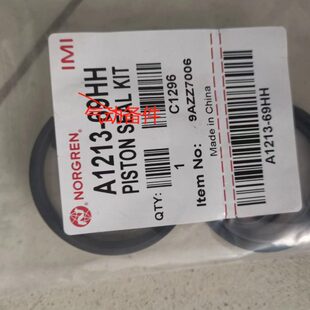 IMI
NORGREN
A1213-69HH
PISTON SEAL KIT
QTY: 1
C1296
Item No: 9AZZ7006
Made in China
A1213-69HH